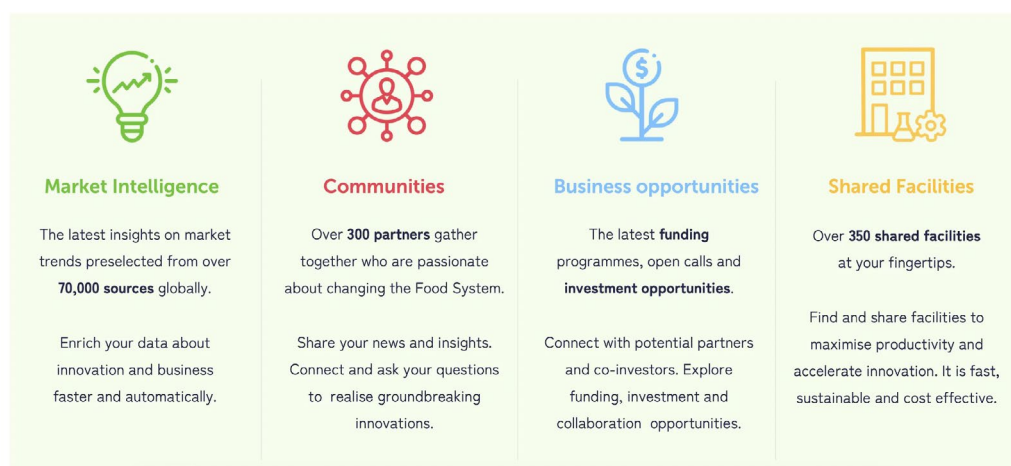 Market Intelligence
The latest insights on market
trends preselected from over
70,000 sources globally.
Enrich your data about
innovation and business
faster and automatically.
Communities
Over 300 partners gather
together who are passionate
about changing the Food System.
Share your news and insights.
Connect and ask your questions
to realise groundbreaking
innovations.
Business opportunities
The latest funding
programmes, open calls and
investment opportunities.
Connect with potential partners
and co-investors. Explore
funding, investment and
collaboration opportunities.
Shared Facilities
Over 350 shared facilities
at your fingertips.
Find and share facilities to
maximise productivity and
accelerate innovation. It is fast,
sustainable and cost effective.